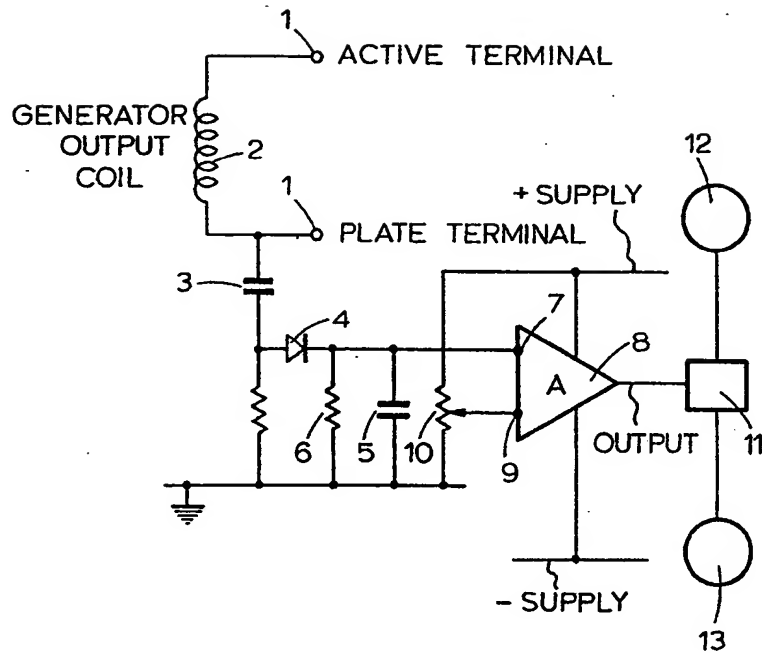 1
ACTIVE TERMINAL
GENERATOR
OUTPUT
COIL
2
1
PLATE TERMINAL
12
+ SUPPLY
3
4
7
8
A
6
5
10
9
OUTPUT
11
- SUPPLY
13